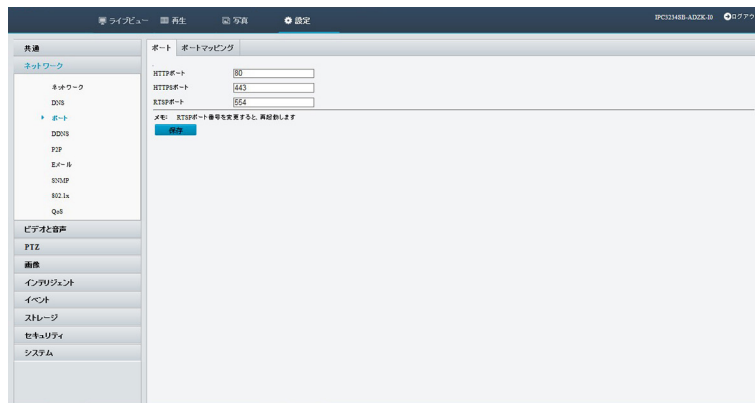 ライブビュー 再生 写真 設定 IPC3234SB-ADZK-I0 ログアウ
共通
ネットワーク
ネットワーク
DNS
ポート
DDNS
P2P
Eメール
SNMP
802.1x
QoS
ビデオと音声
PTZ
画像
インテリジェント
イベント
ストレージ
セキュリティ
システム
ポート ポートマッピング
HTTPポート 80
HTTPSポート 443
RTSPポート 554
メモ: RTSPポート番号を変更すると、再起動します
保存